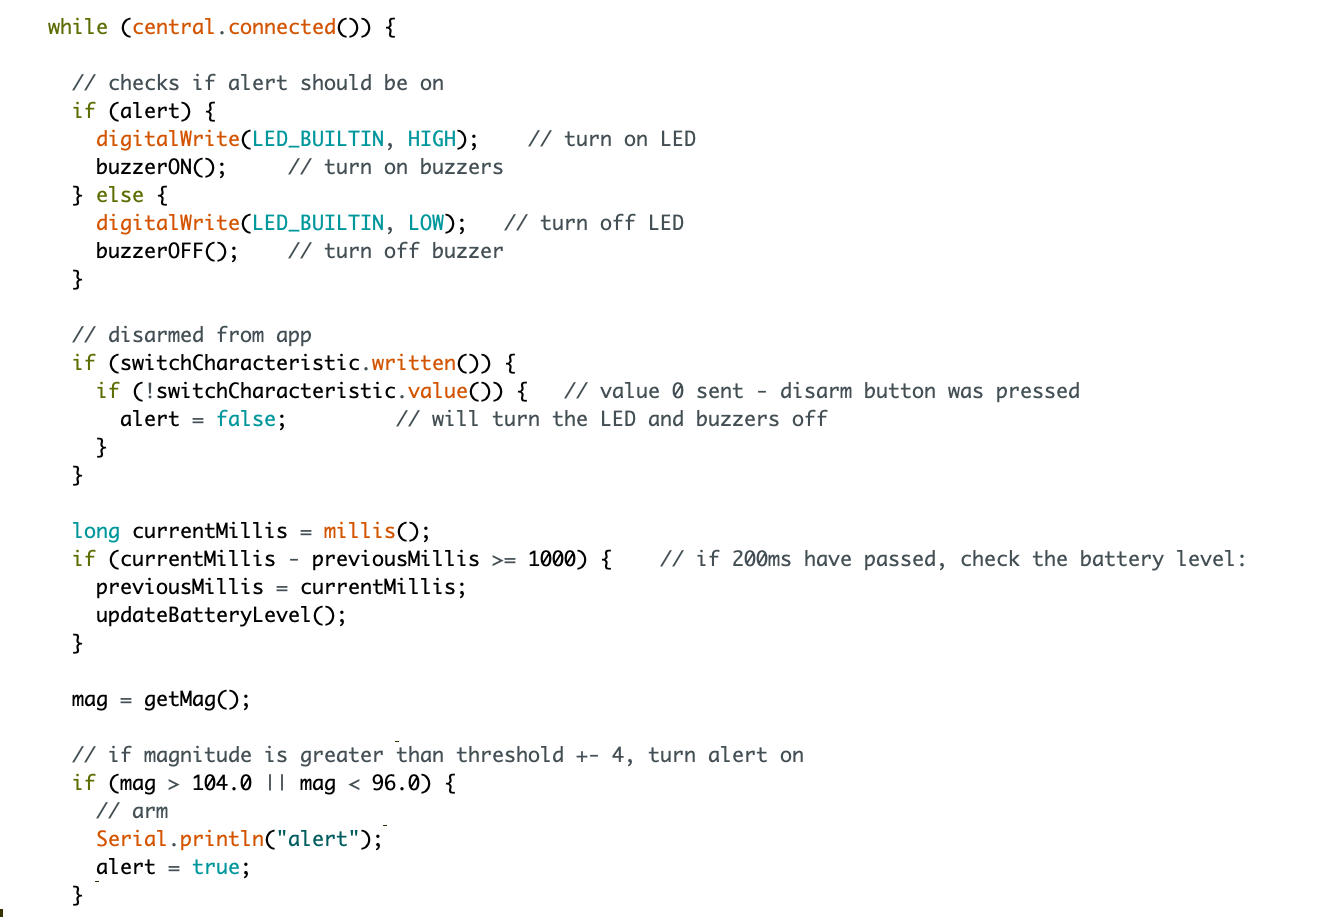 while (central.connected()) {
// checks if alert should be on
if (alert) {
digitalWrite(LED_BUILTIN, HIGH);    // turn on LED
buzzerON();     // turn on buzzers
} else {
digitalWrite(LED_BUILTIN, LOW);   // turn off LED
buzzerOFF();    // turn off buzzer
}
// disarmed from app
if (switchCharacteristic.written()) {
if (!switchCharacteristic.value()) {   // value 0 sent - disarm button was pressed
alert = false;         // will turn the LED and buzzers off
}
}
long currentMillis = millis();
if (currentMillis - previousMillis >= 1000) {    // if 200ms have passed, check the battery level:
previousMillis = currentMillis;
updateBatteryLevel();
}
mag = getMag();
// if magnitude is greater than threshold +- 4, turn alert on
if (mag > 104.0 || mag < 96.0) {
// arm
Serial.println("alert");
alert = true;
}